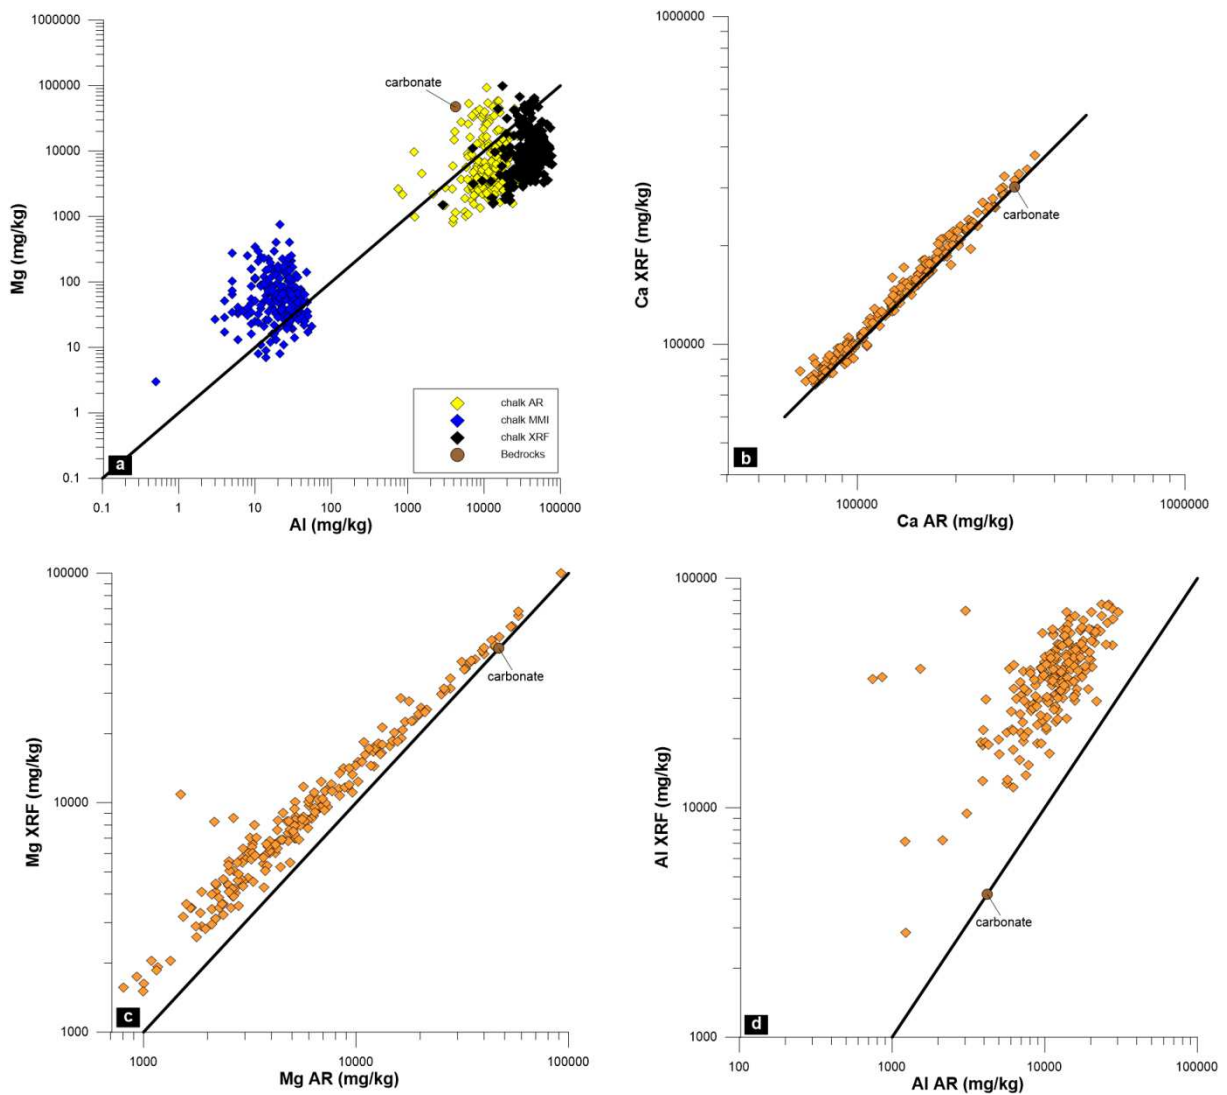 1000000
100000
10000
1000
100
10
1
0.1
Mg (mg/kg)
carbonate
chalk AR
chalk MMI
chalk XRF
Bedrocks
a
0.1 1 10 100 1000 10000 100000
Al (mg/kg)
1000000
100000
Ca XRF (mg/kg)
carbonate
b
100000 1000000
Ca AR (mg/kg)
100000
10000
1000
Mg XRF (mg/kg)
carbonate
c
1000 10000 100000
Mg AR (mg/kg)
100000
10000
1000
Al XRF (mg/kg)
carbonate
d
100 1000 10000 100000
Al AR (mg/kg)